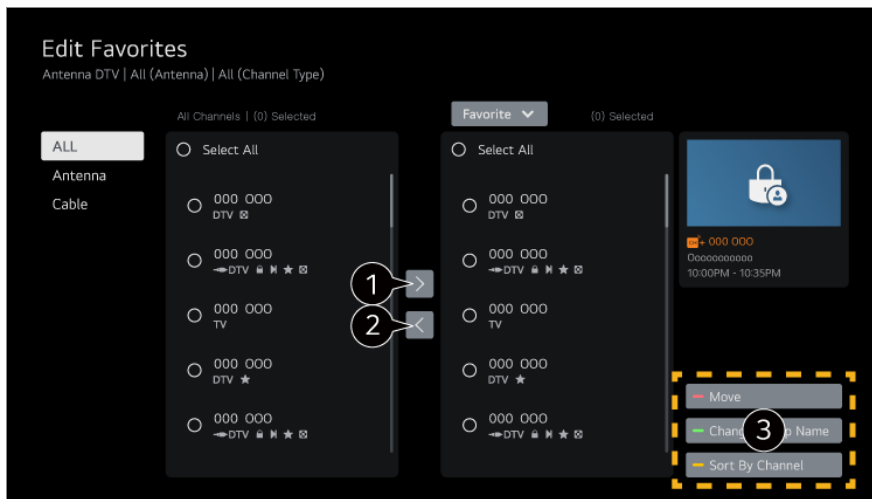 Edit Favorites
Antenna DTV | All (Antenna) | All (Channel Type)
All Channels | (0) Selected
Favorite
(0) Selected
ALL
Antenna
Cable
Select All
000 000
DTV
000 000
DTV
000 000
TV
000 000
DTV
000 000
DTV
1
2
Select All
000 000
DTV
000 000
DTV
000 000
TV
000 000
DTV
000 000
DTV
CH+ 000 000
Ooooooooooo
10:00PM - 10:35PM
Move
3
Name
Sort By Channel